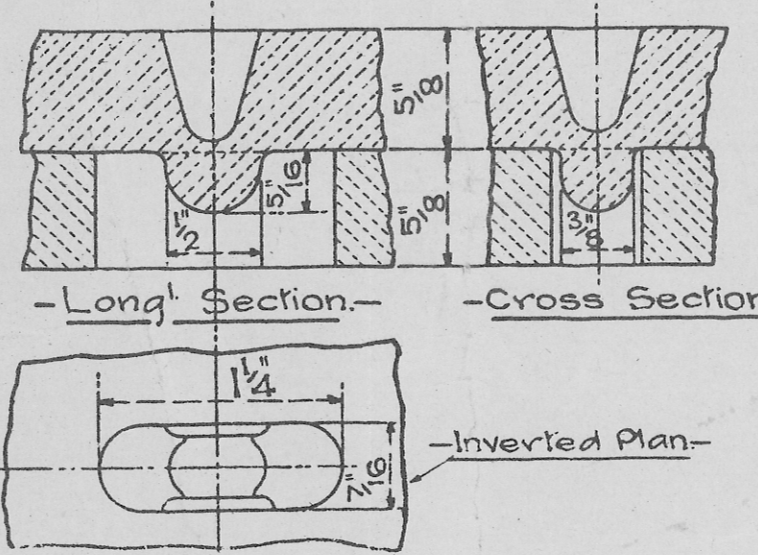 5/8"
5/16"
1/2"
5/8"
3/8"
-Longl. Section.-
-Cross Section
1 1/4"
7/16"
-Inverted Plan-